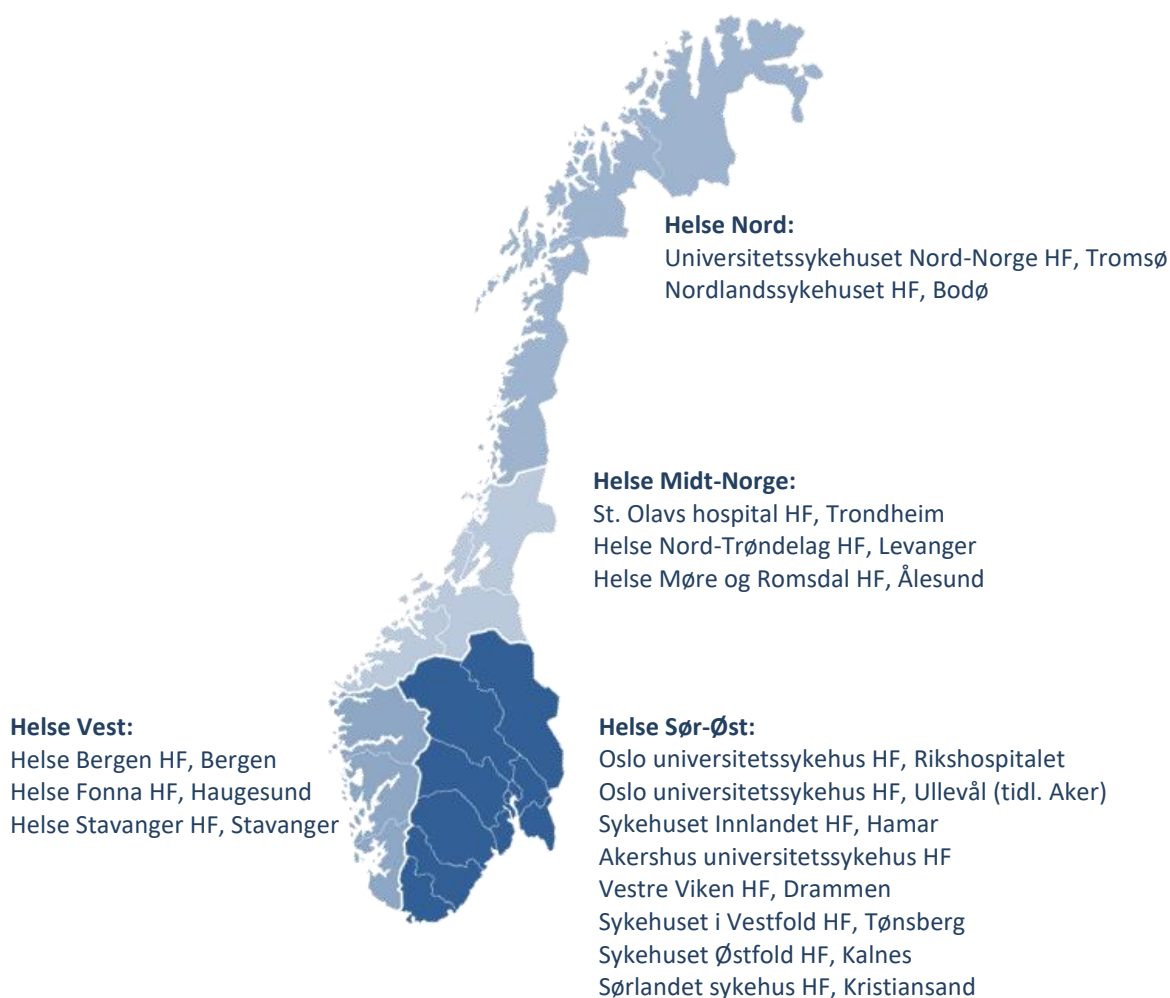 Helse Nord:
Universitetssykehuset Nord-Norge HF, Tromsø
Nordlandssykehuset HF, Bodø
Helse Midt-Norge:
St. Olavs hospital HF, Trondheim
Helse Nord-Trøndelag HF, Levanger
Helse Møre og Romsdal HF, Ålesund
Helse Vest:
Helse Bergen HF, Bergen
Helse Fonna HF, Haugesund
Helse Stavanger HF, Stavanger
Helse Sør-Øst:
Oslo universitetssykehus HF, Rikshospitalet
Oslo universitetssykehus HF, Ullevål (tidl. Aker)
Sykehuset Innlandet HF, Hamar
Akershus universitetssykehus HF
Vestre Viken HF, Drammen
Sykehuset i Vestfold HF, Tønsberg
Sykehuset Østfold HF, Kalnes
Sørlandet sykehus HF, Kristiansand